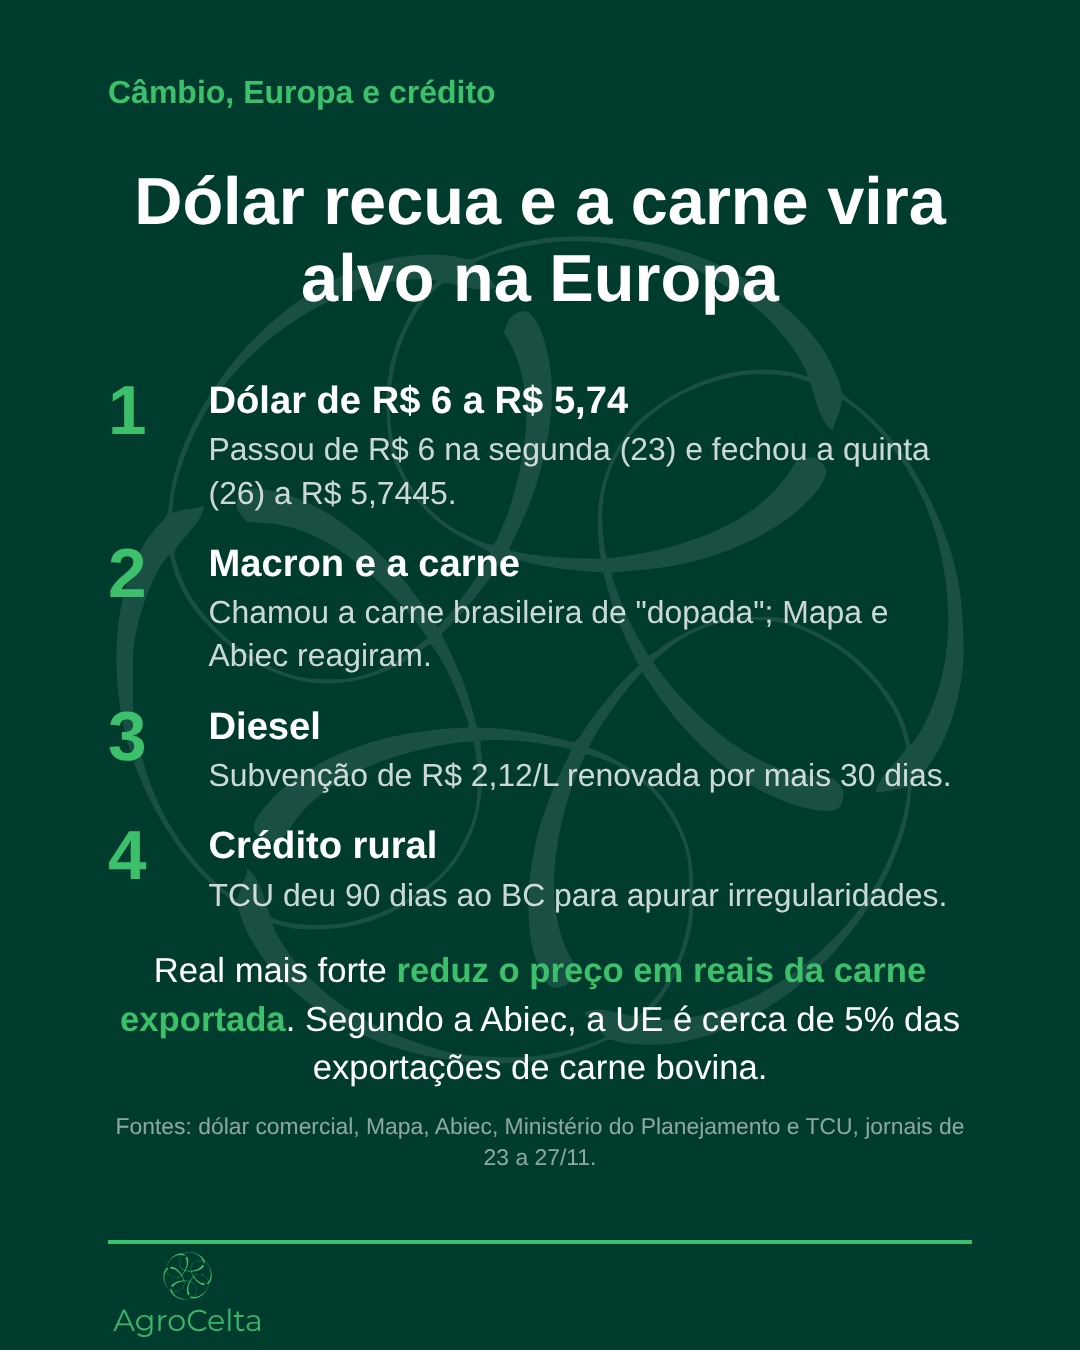 Câmbio, Europa e crédito
Dólar recua e a carne vira
alvo na Europa
1
Dólar de R$ 6 a R$ 5,74
Passou de R$ 6 na segunda (23) e fechou a quinta
(26) a R$ 5,7445.
2
Macron e a carne
Chamou a carne brasileira de "dopada"; Mapa e
Abiec reagiram.
3
Diesel
Subvenção de R$ 2,12/L renovada por mais 30 dias.
4
Crédito rural
TCU deu 90 dias ao BC para apurar irregularidades.
Real mais forte reduz o preço em reais da carne
exportada. Segundo a Abiec, a UE é cerca de 5% das
exportações de carne bovina.
Fontes: dólar comercial, Mapa, Abiec, Ministério do Planejamento e TCU, jornais de
23 a 27/11.
AgroCelta